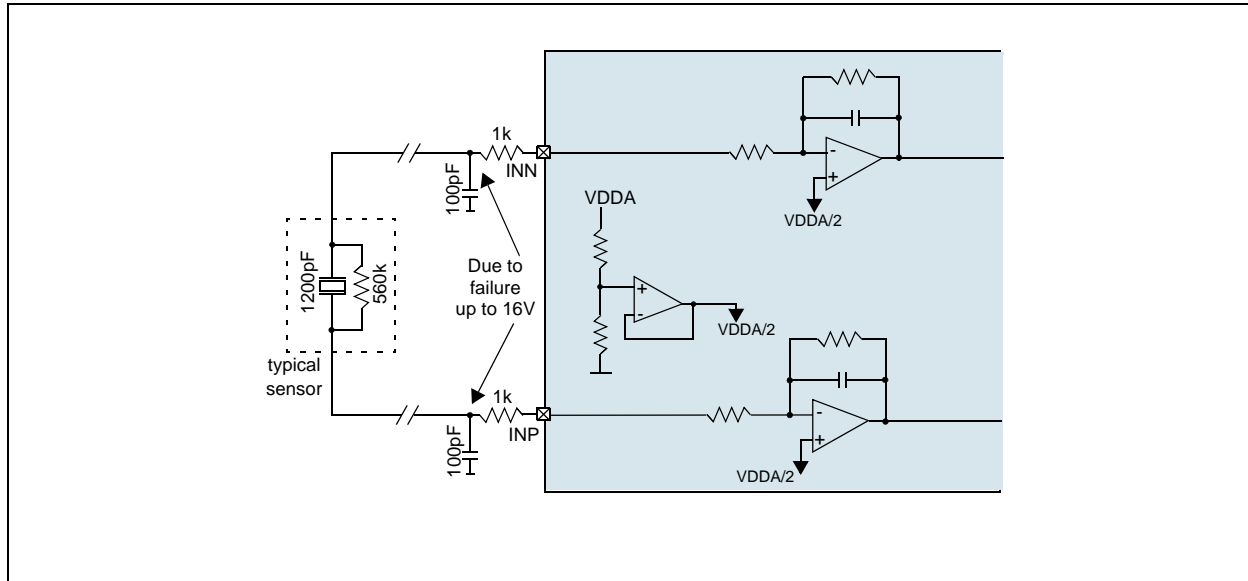 1k
INN
100pF
1200pF
560k
typical
sensor
Due to
failure
up to 16V
1k
INP
100pF
VDDA
+
-
VDDA/2
-
+
VDDA/2
-
+
VDDA/2